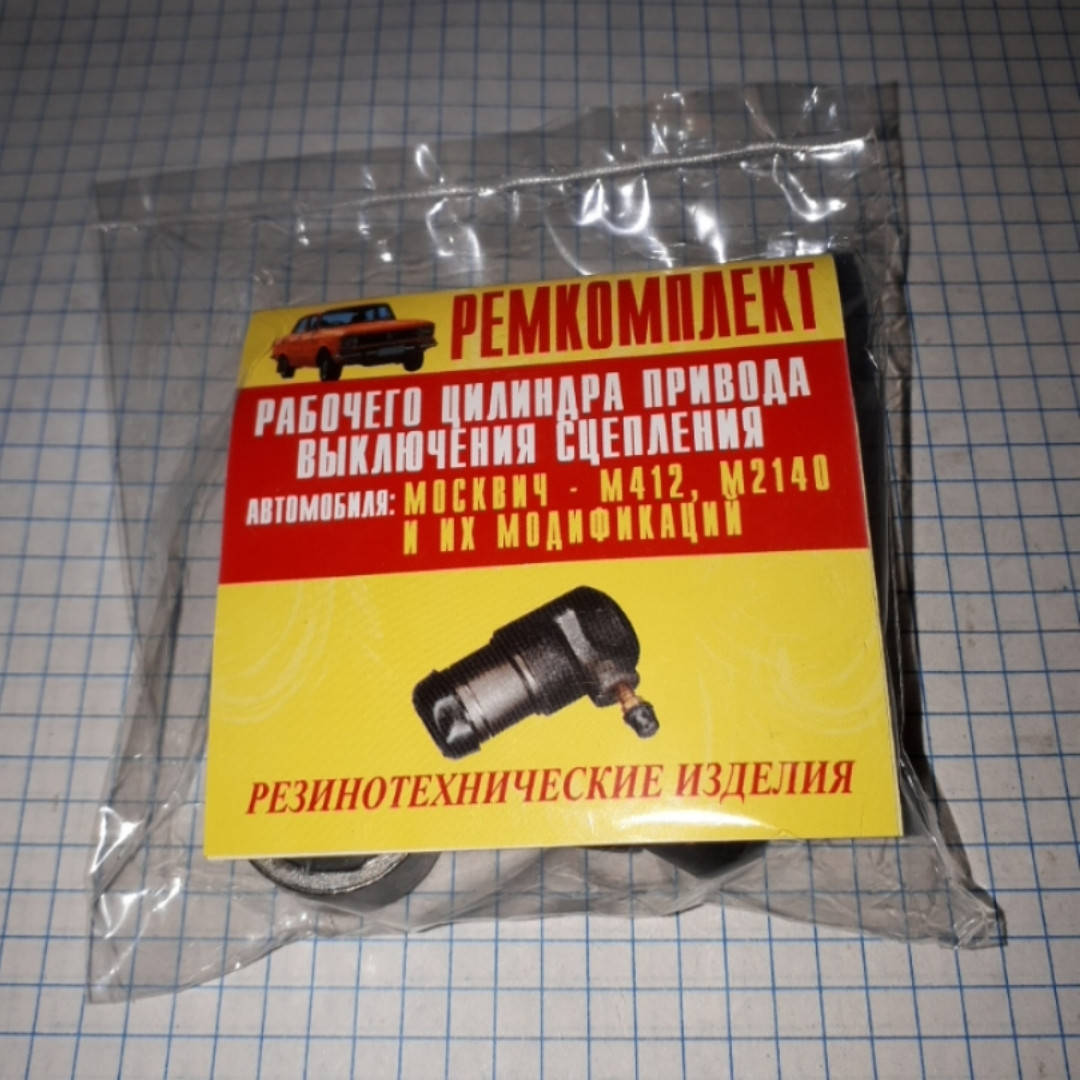 РЕМКОМПЛЕКТ
РАБОЧЕГО ЦИЛИНДРА ПРИВОДА
ВЫКЛЮЧЕНИЯ СЦЕПЛЕНИЯ
АВТОМОБИЛЯ: МОСКВИЧ - М412, М2140
И ИХ МОДИФИКАЦИЙ
РЕЗИНОТЕХНИЧЕСКИЕ ИЗДЕЛИЯ